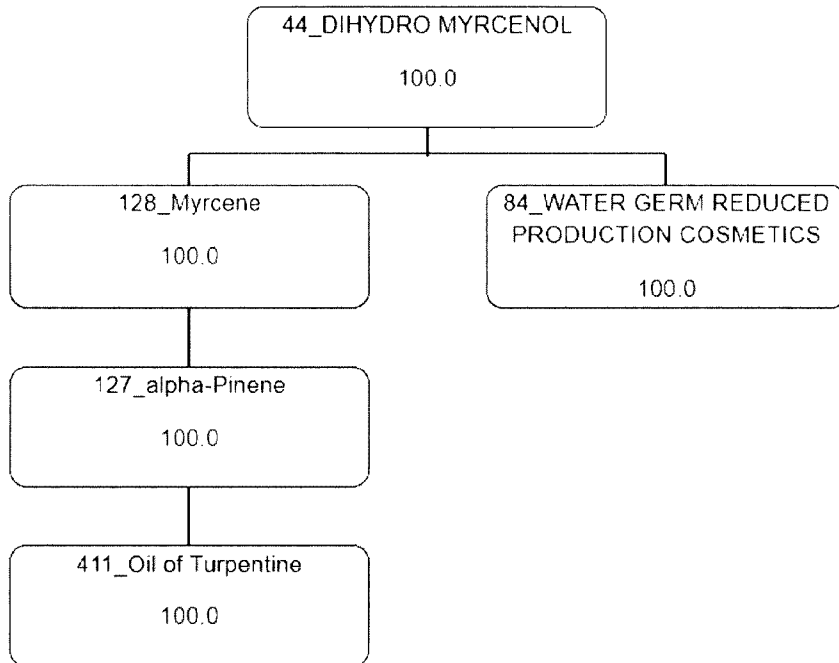 44_DIHYDRO MYRCENOL
100.0
128_Myrcene
100.0
84_WATER GERM REDUCED
PRODUCTION COSMETICS
100.0
127_alpha-Pinene
100.0
411_Oil of Turpentine
100.0